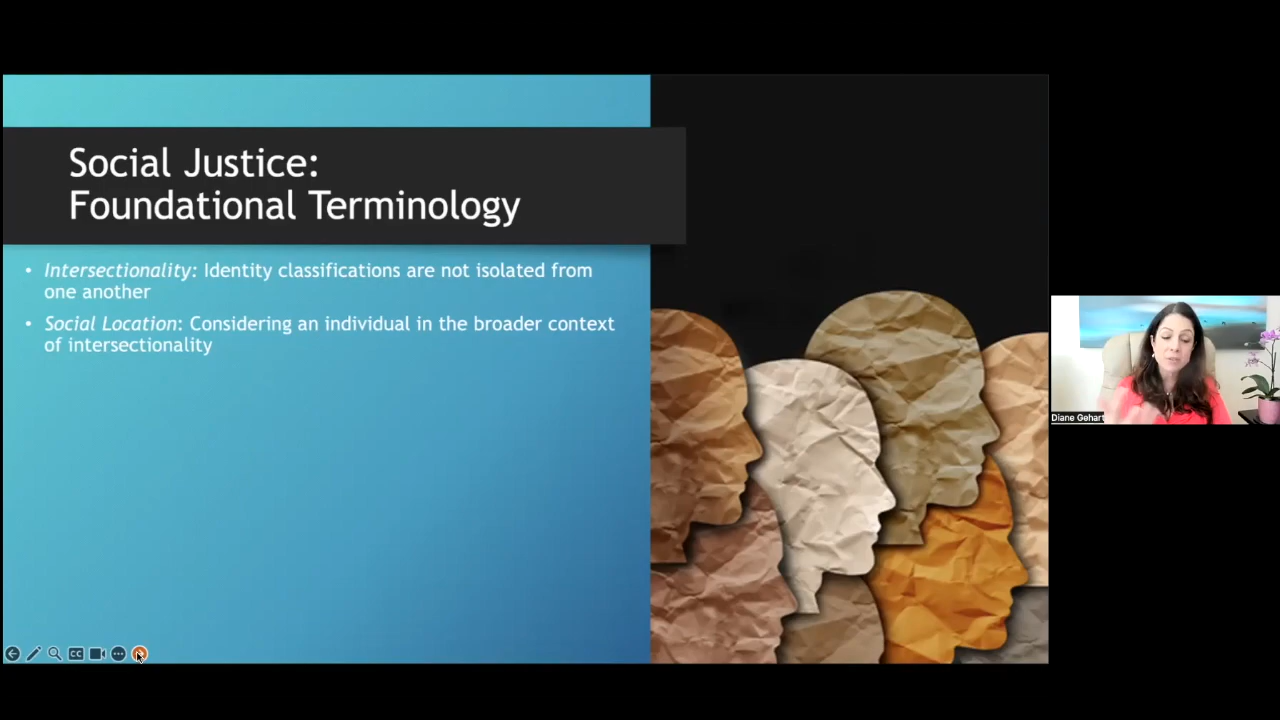 Social Justice:
Foundational Terminology
• Intersectionality: Identity classifications are not isolated from
one another
• Social Location: Considering an individual in the broader context
of intersectionality
CC
Diane Gehart